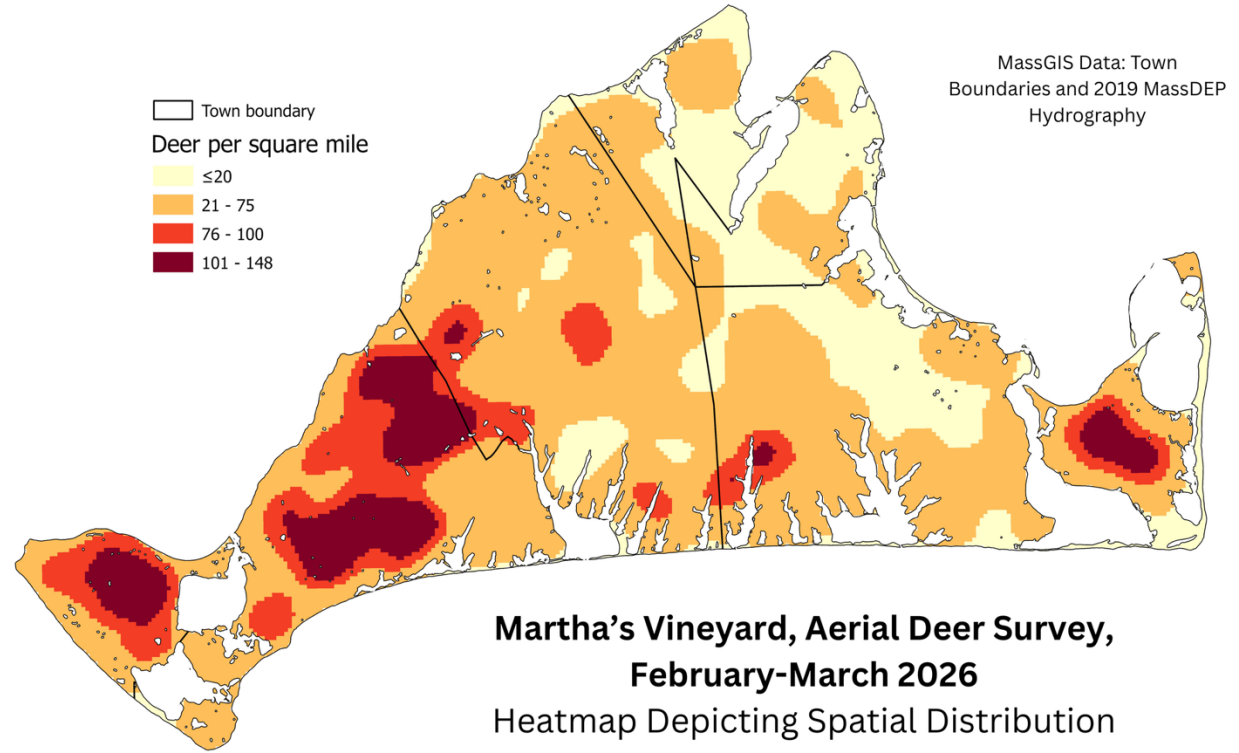 MassGIS Data: Town
Boundaries and 2019 MassDEP
Hydrography
Town boundary
Deer per square mile
≤20
21 - 75
76 - 100
101 - 148
Martha’s Vineyard, Aerial Deer Survey,
February-March 2026
Heatmap Depicting Spatial Distribution